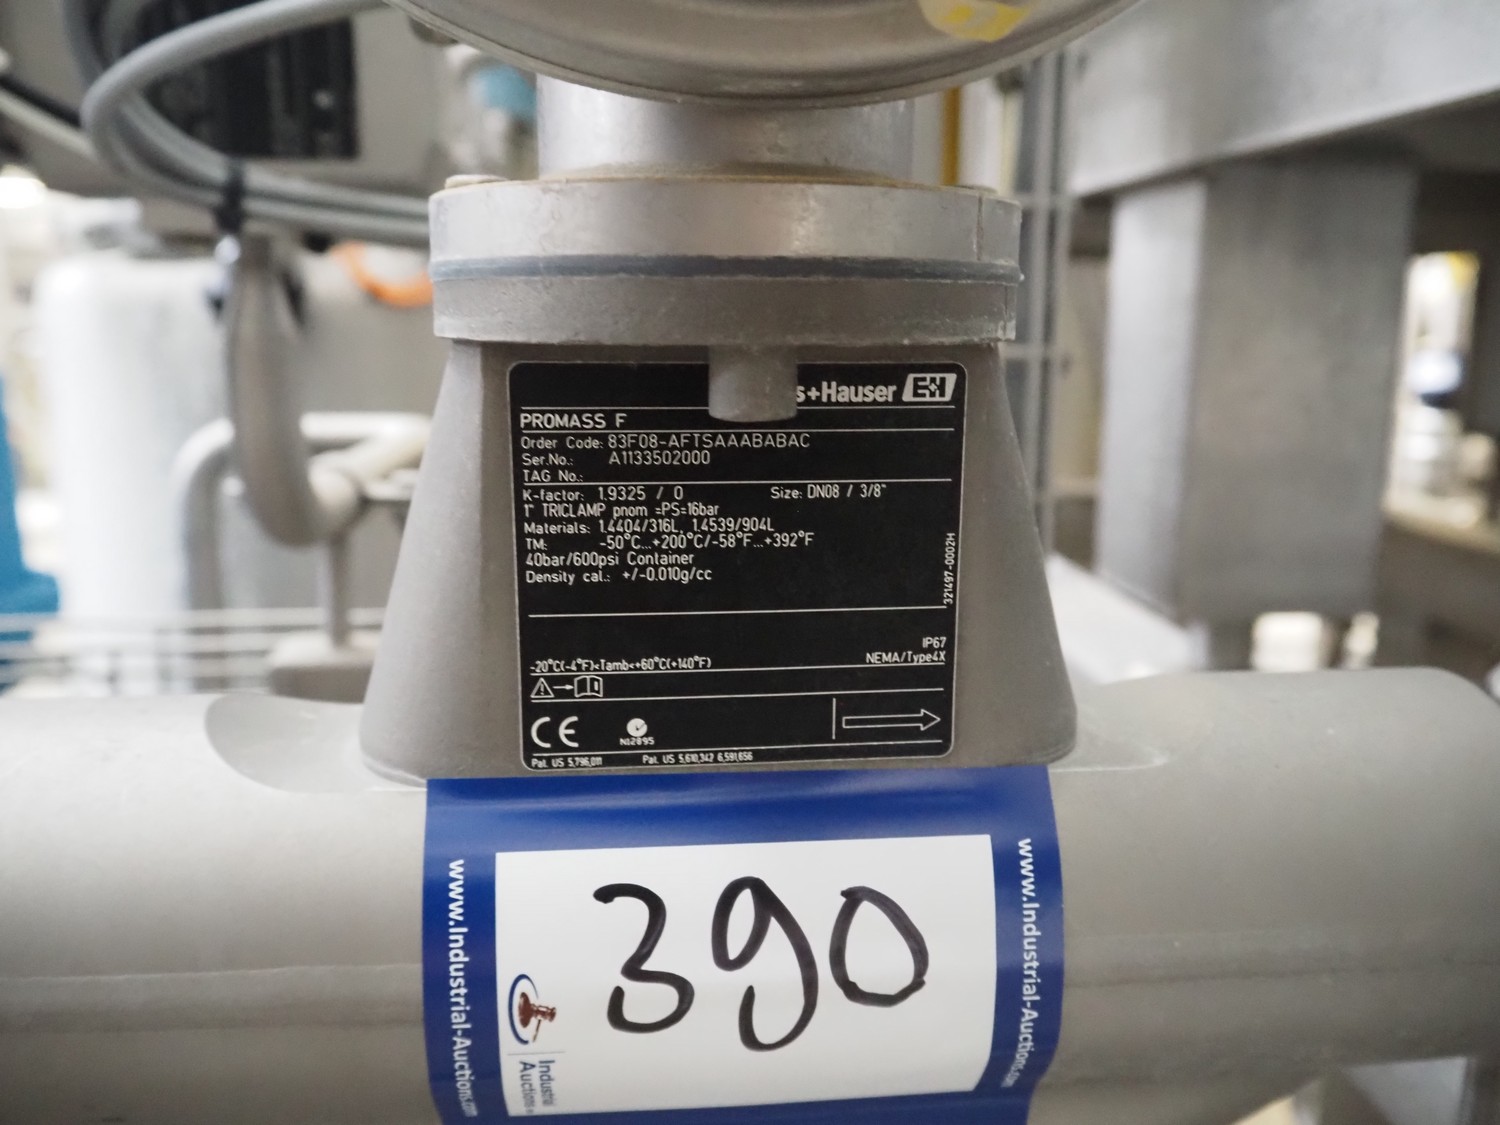 s+Hauser E+H
PROMASS F
Order Code: 83F08-AFTSAAABABAC
Ser.No.: A1133502000
TAG No.:
K-factor: 1.9325 / 0 Size: DN08 / 3/8"
1" TRICLAMP pnom =PS=16bar
Materials: 1.4404/316L, 1.4539/904L
TM: -50°C...+200°C/-58°F...+392°F
40bar/600psi Container
Density cal.: +/-0.010g/cc
321497-0002H
IP67
-20°C(-4°F)<Tamb<+60°C(+140°F) NEMA/Type4X
CE N12895
Pat. US 5,796,011 Pat. US 5,610,342 6,591,656
www.Industrial-Auctions.com
390
Industrial
Auctions
www.Industrial-Auctions.com